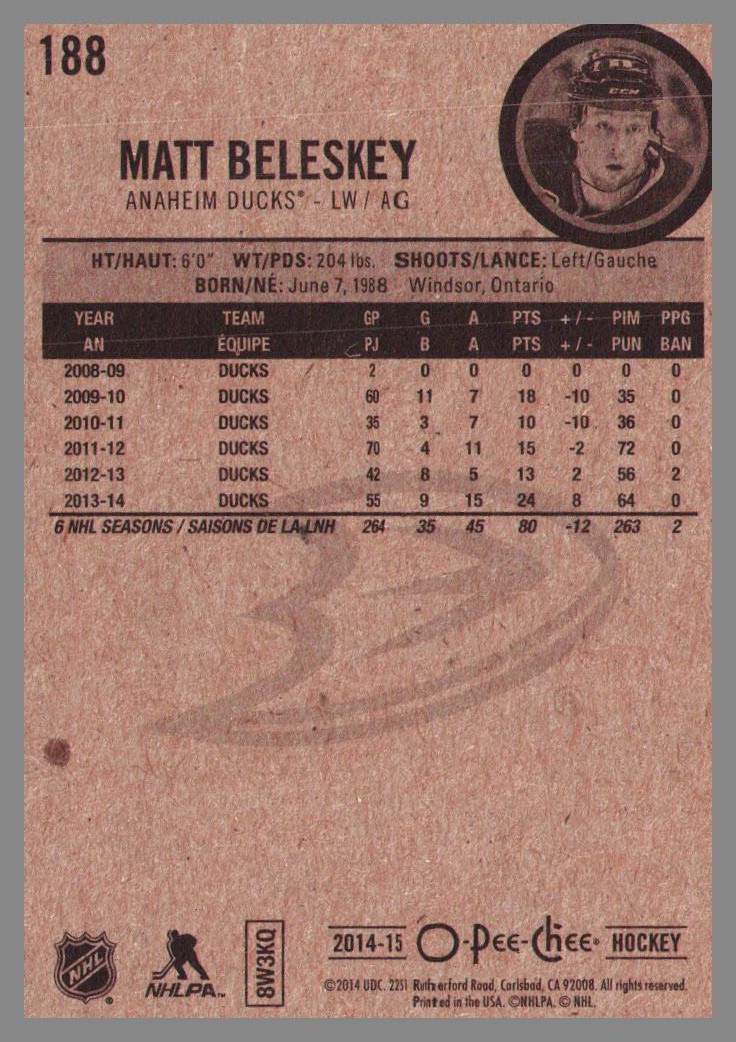 188
CCM
MATT BELESKEY
ANAHEIM DUCKS® - LW / AG
HT/HAUT: 6'0" WT/PDS: 204 lbs. SHOOTS/LANCE: Left/Gauche
BORN/NÉ: June 7, 1988 Windsor, Ontario
YEAR TEAM GP G A PTS +/- PIM PPG
AN ÉQUIPE PJ B A PTS +/- PUN BAN
2008-09 DUCKS 2 0 0 0 0 0 0
2009-10 DUCKS 60 11 7 18 -10 35 0
2010-11 DUCKS 35 3 7 10 -10 36 0
2011-12 DUCKS 70 4 11 15 -2 72 0
2012-13 DUCKS 42 8 5 13 2 56 2
2013-14 DUCKS 55 9 15 24 8 64 0
6 NHL SEASONS / SAISONS DE LA LNH 264 35 45 80 -12 263 2
NHL®
NHLPA™
8W3KQ
2014-15 O-Pee-Chee® HOCKEY
©2014 UDC. 2251 Rutherford Road, Carlsbad, CA 92008. All rights reserved.
Printed in the USA. ©NHLPA. © NHL.